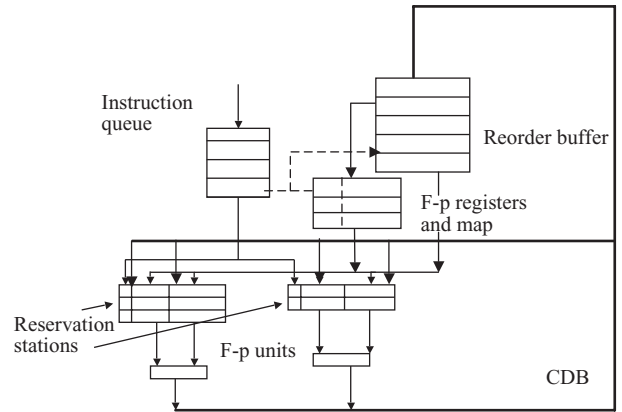 Instruction
queue
Reorder buffer
F-p registers
and map
Reservation
stations
F-p units
CDB